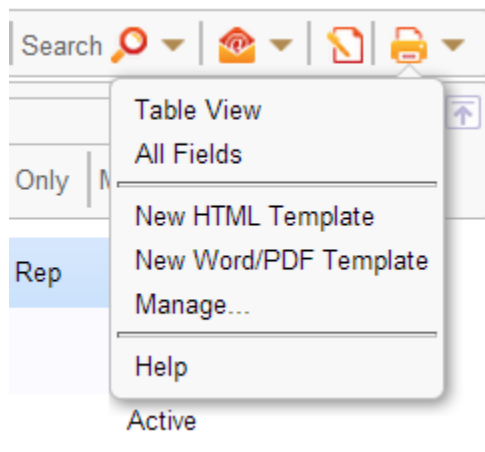 Search
Table View
All Fields
Only
New HTML Template
New Word/PDF Template
Rep
Manage...
Help
Active